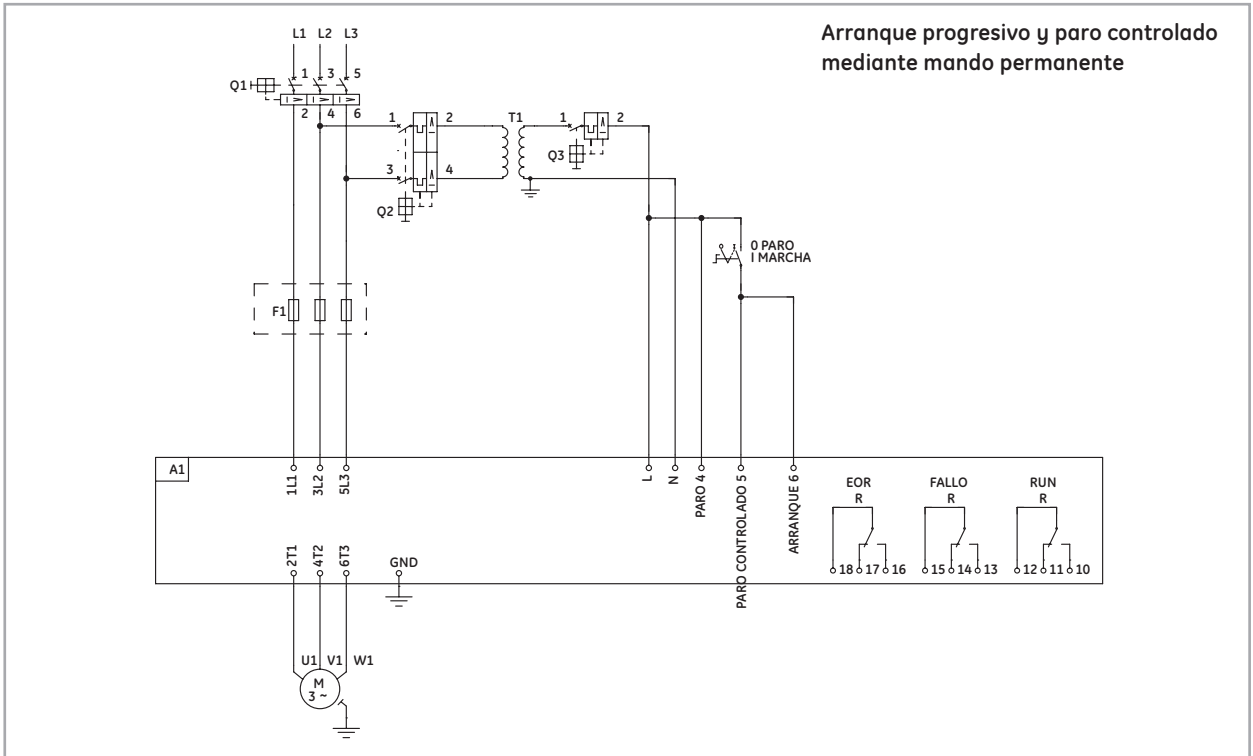 Arranque progresivo y paro controlado
mediante mando permanente
L1 L2 L3
Q1 1 3 5
2 4 6
1 2 T1 1 2
Q3
3 4
Q2
0 PARO
I MARCHA
F1
A1
1L1 3L2 5L3 L N PARO 4 PARO CONTROLADO 5 ARRANQUE 6
EOR FALLO RUN
R R R
18 17 16 15 14 13 12 11 10
2T1 4T2 6T3 GND
U1 V1 W1
M
3 ~